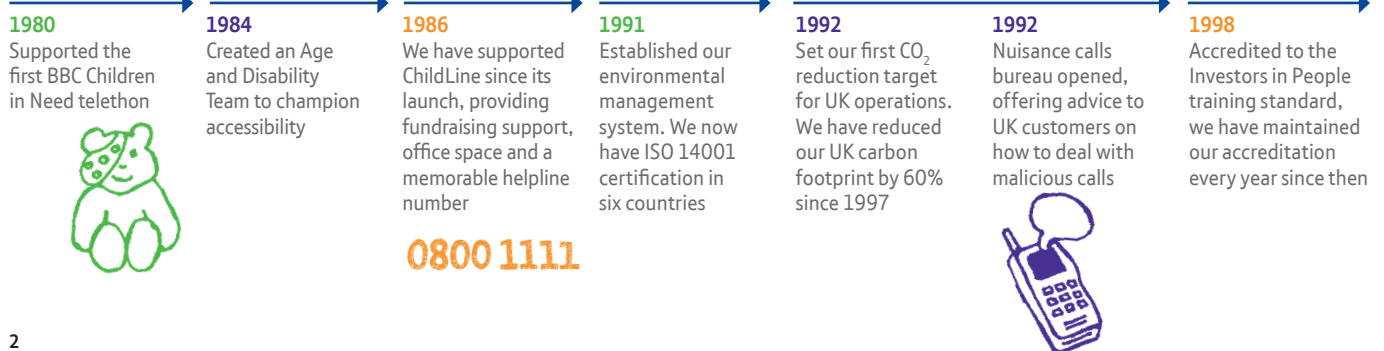 1980
Supported the
first BBC Children
in Need telethon
1984
Created an Age
and Disability
Team to champion
accessibility
1986
We have supported
ChildLine since its
launch, providing
fundraising support,
office space and a
memorable helpline
number
0800 1111
1991
Established our
environmental
management
system. We now
have ISO 14001
certification in
six countries
1992
Set our first CO₂
reduction target
for UK operations.
We have reduced
our UK carbon
footprint by 60%
since 1997
1992
Nuisance calls
bureau opened,
offering advice to
UK customers on
how to deal with
malicious calls
1998
Accredited to the
Investors in People
training standard,
we have maintained
our accreditation
every year since then
2